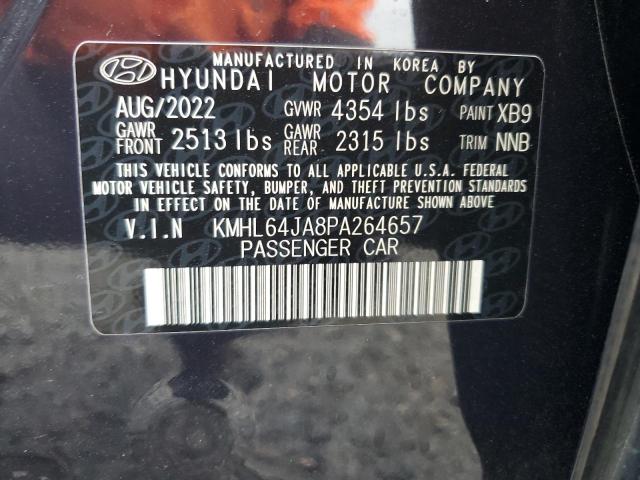 MANUFACTURED IN KOREA BY
HYUNDAI MOTOR COMPANY
AUG/2022 GVWR 4354 lbs PAINT XB9
GAWR FRONT 2513 lbs GAWR REAR 2315 lbs TRIM NNB
THIS VEHICLE CONFORMS TO ALL APPLICABLE U.S.A. FEDERAL
MOTOR VEHICLE SAFETY, BUMPER, AND THEFT PREVENTION STANDARDS
IN EFFECT ON THE DATE OF MANUFACTURE SHOWN ABOVE
V.I.N KMHL64JA8PA264657
PASSENGER CAR